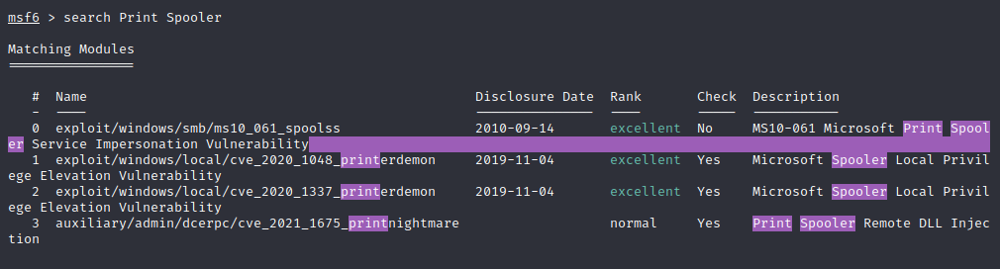 msf6 > search Print Spooler
Matching Modules
================
# Name Disclosure Date Rank Check Description
- ---- --------------- ---- ----- -----------
0 exploit/windows/smb/ms10_061_spoolss 2010-09-14 excellent No MS10-061 Microsoft Print Spool
er Service Impersonation Vulnerability
1 exploit/windows/local/cve_2020_1048_printerdemon 2019-11-04 excellent Yes Microsoft Spooler Local Privil
ege Elevation Vulnerability
2 exploit/windows/local/cve_2020_1337_printerdemon 2019-11-04 excellent Yes Microsoft Spooler Local Privil
ege Elevation Vulnerability
3 auxiliary/admin/dcerpc/cve_2021_1675_printnightmare normal Yes Print Spooler Remote DLL Injec
tion